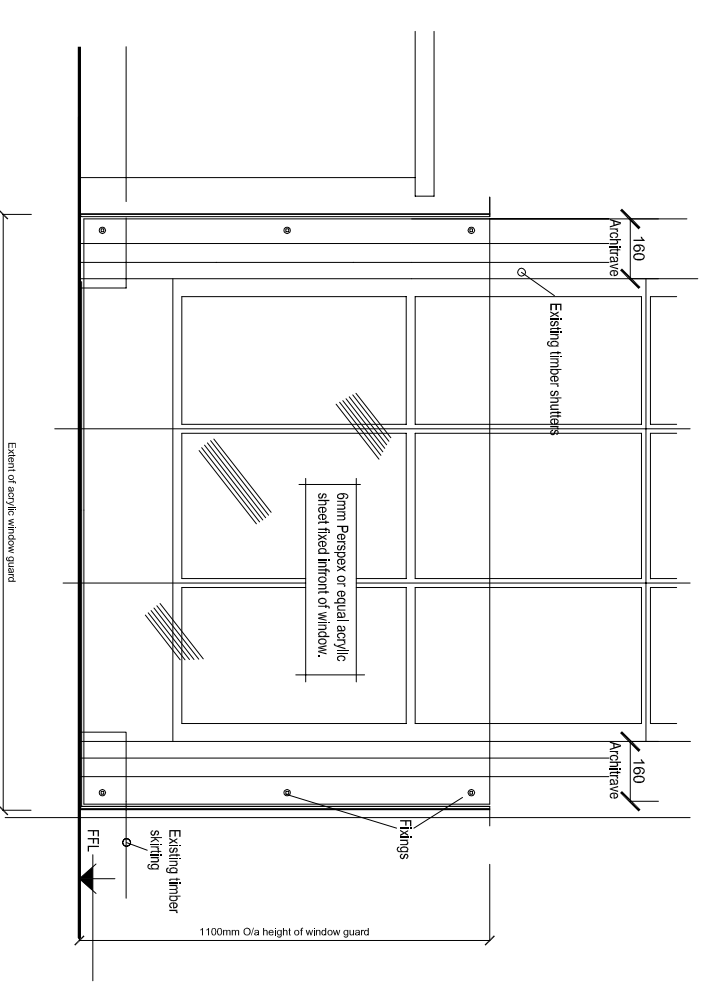 160
Architrave
Existing timber shutters
160
Architrave
6mm Perspex or equal acrylic
sheet fixed infront of window.
Fixings
Existing timber
skirting
FFL
1100mm O/a height of window guard
Extent of acrylic window guard